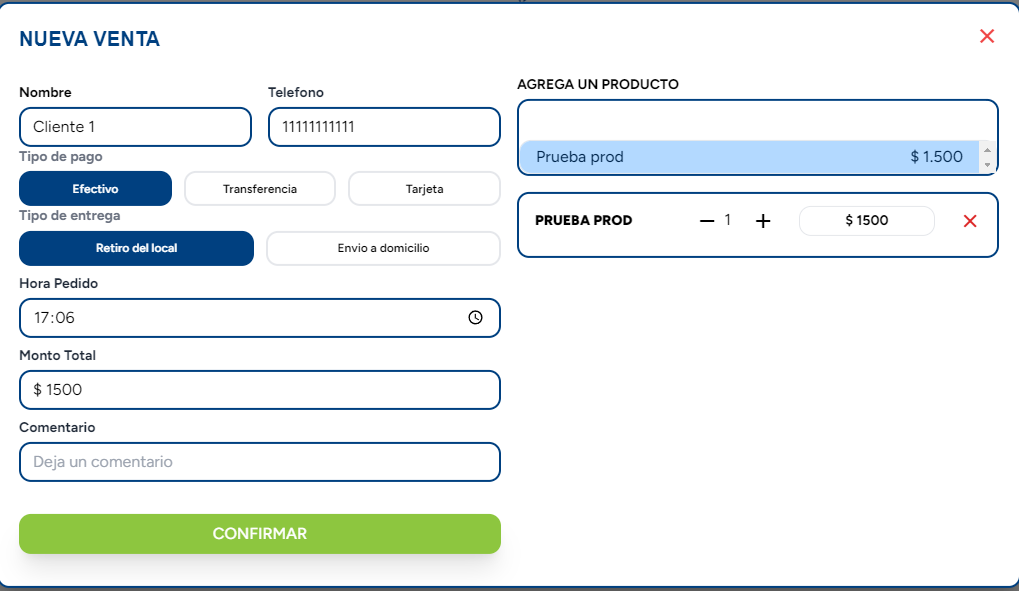 NUEVA VENTA
Nombre
Cliente 1
Telefono
11111111111
Tipo de pago
Efectivo
Transferencia
Tarjeta
Tipo de entrega
Retiro del local
Envio a domicilio
Hora Pedido
17:06
Monto Total
$ 1500
Comentario
Deja un comentario
CONFIRMAR
AGREGA UN PRODUCTO
Prueba prod $ 1.500
PRUEBA PROD 1 $ 1500